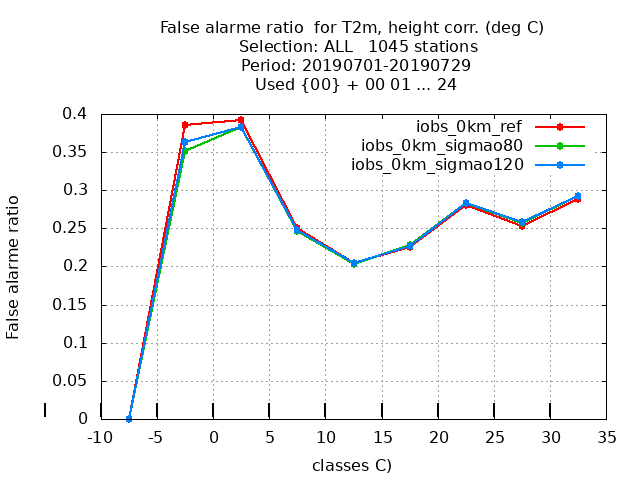 False alarme ratio  for T2m, height corr. (deg C)
Selection: ALL   1045 stations
Period: 20190701-20190729
Used {00} + 00 01 ... 24
iobs_0km_ref
iobs_0km_sigmao80
iobs_0km_sigmao120
False alarme ratio
0.4
0.35
0.3
0.25
0.2
0.15
0.1
0.05
0
-10 -5 0 5 10 15 20 25 30 35
classes C)